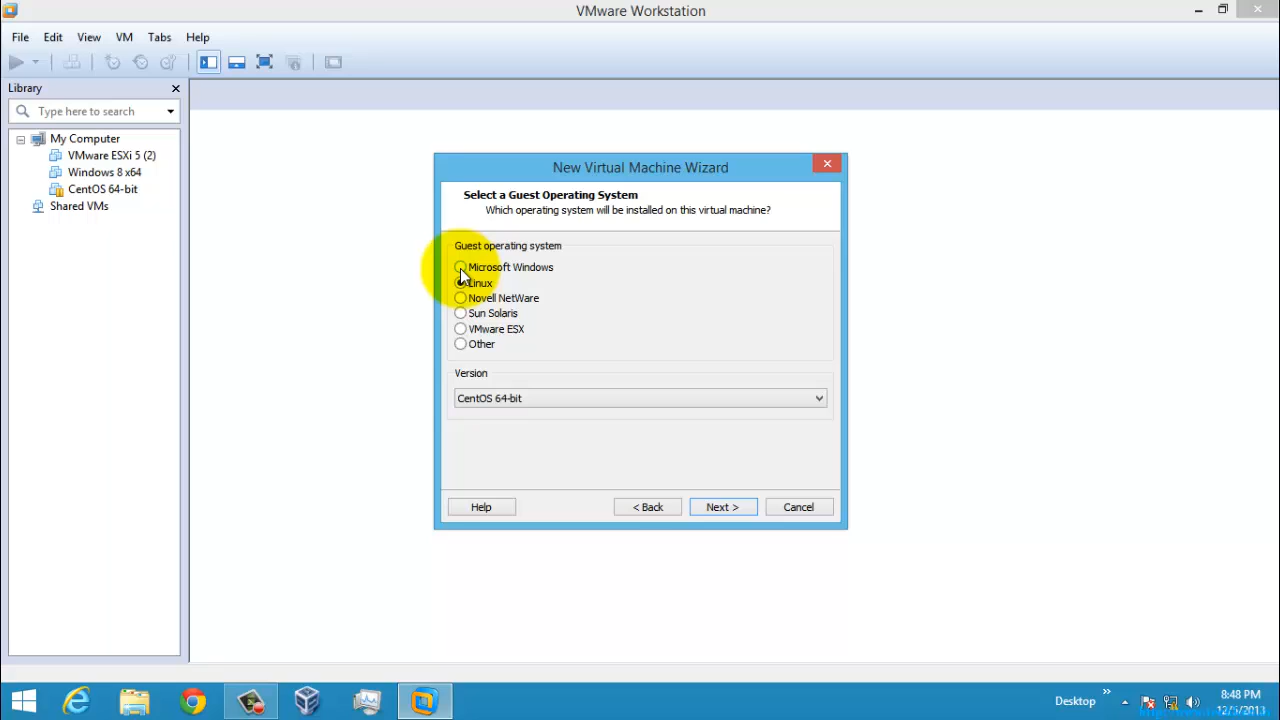 VMware Workstation
File Edit View VM Tabs Help
Library
Type here to search
My Computer
VMware ESXi 5 (2)
Windows 8 x64
CentOS 64-bit
Shared VMs
New Virtual Machine Wizard
Select a Guest Operating System
Which operating system will be installed on this virtual machine?
Guest operating system
Microsoft Windows
Linux
Novell NetWare
Sun Solaris
VMware ESX
Other
Version
CentOS 64-bit
Help
< Back
Next >
Cancel
Desktop
8:48 PM